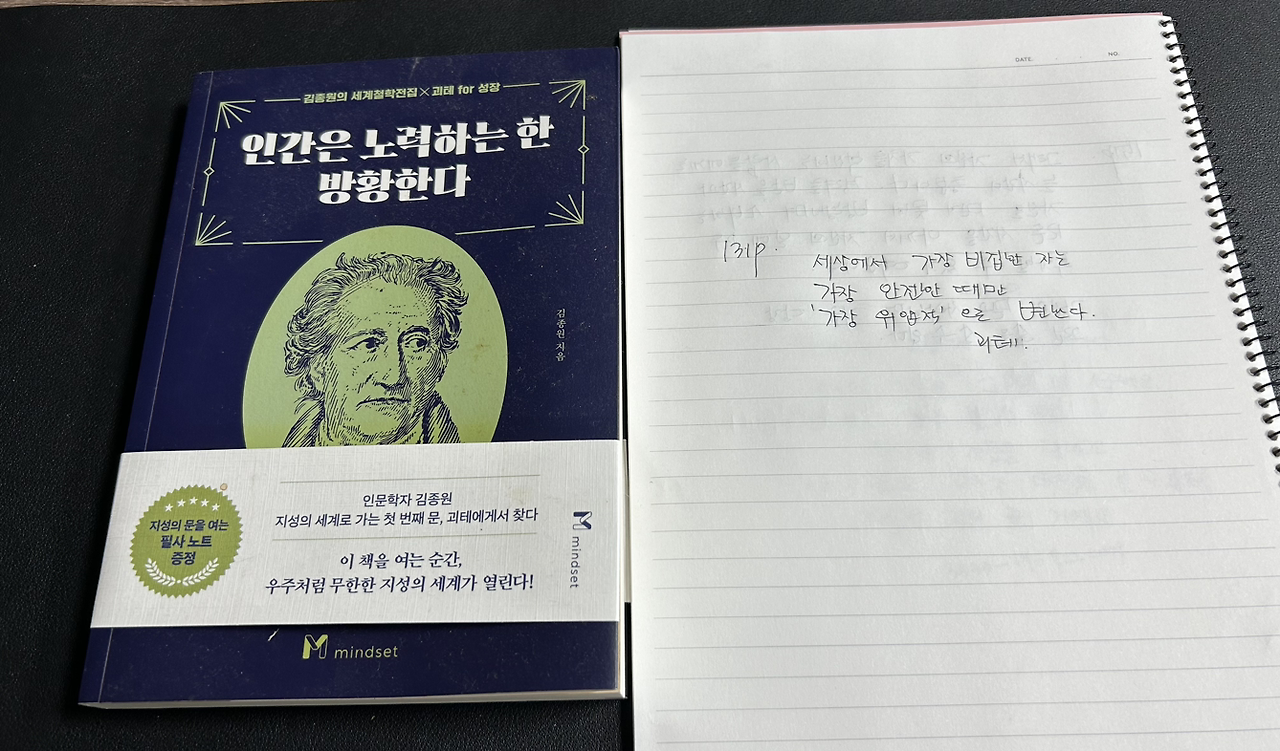 김종원의 세계철학전집×괴테 for 성장
인간은 노력하는 한
방황한다
김종원 지음
지성의 문을 여는
필사 노트
증정
인문학자 김종원
지성의 세계로 가는 첫 번째 문, 괴테에게서 찾다
이 책을 여는 순간,
우주처럼 무한한 지성의 세계가 열린다!
mindset
M mindset
DATE. NO.
131p.
세상에서 가장 비겁한 자는
가장 안전할 때만
'가장 위협적'으로 변한다.
괴테.